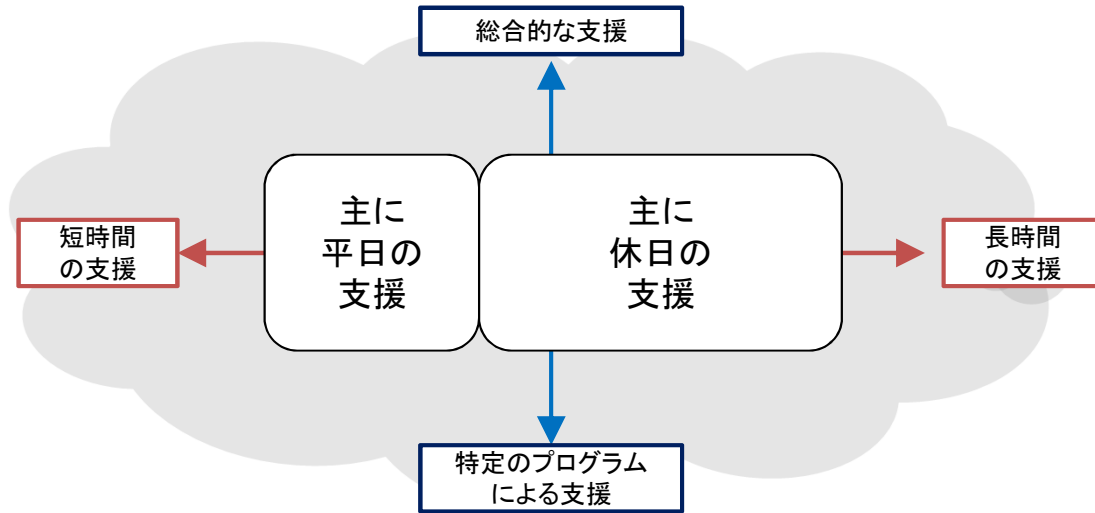 総合的な支援
短時間
の支援
主に
平日の
支援
主に
休日の
支援
長時間
の支援
特定のプログラム
による支援